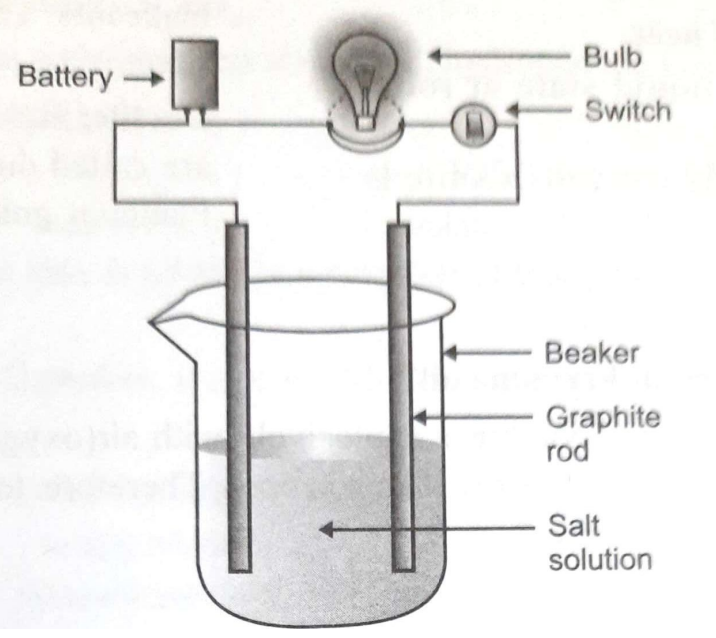 Bulb
Battery
Switch
Beaker
Graphite
rod
Salt
solution